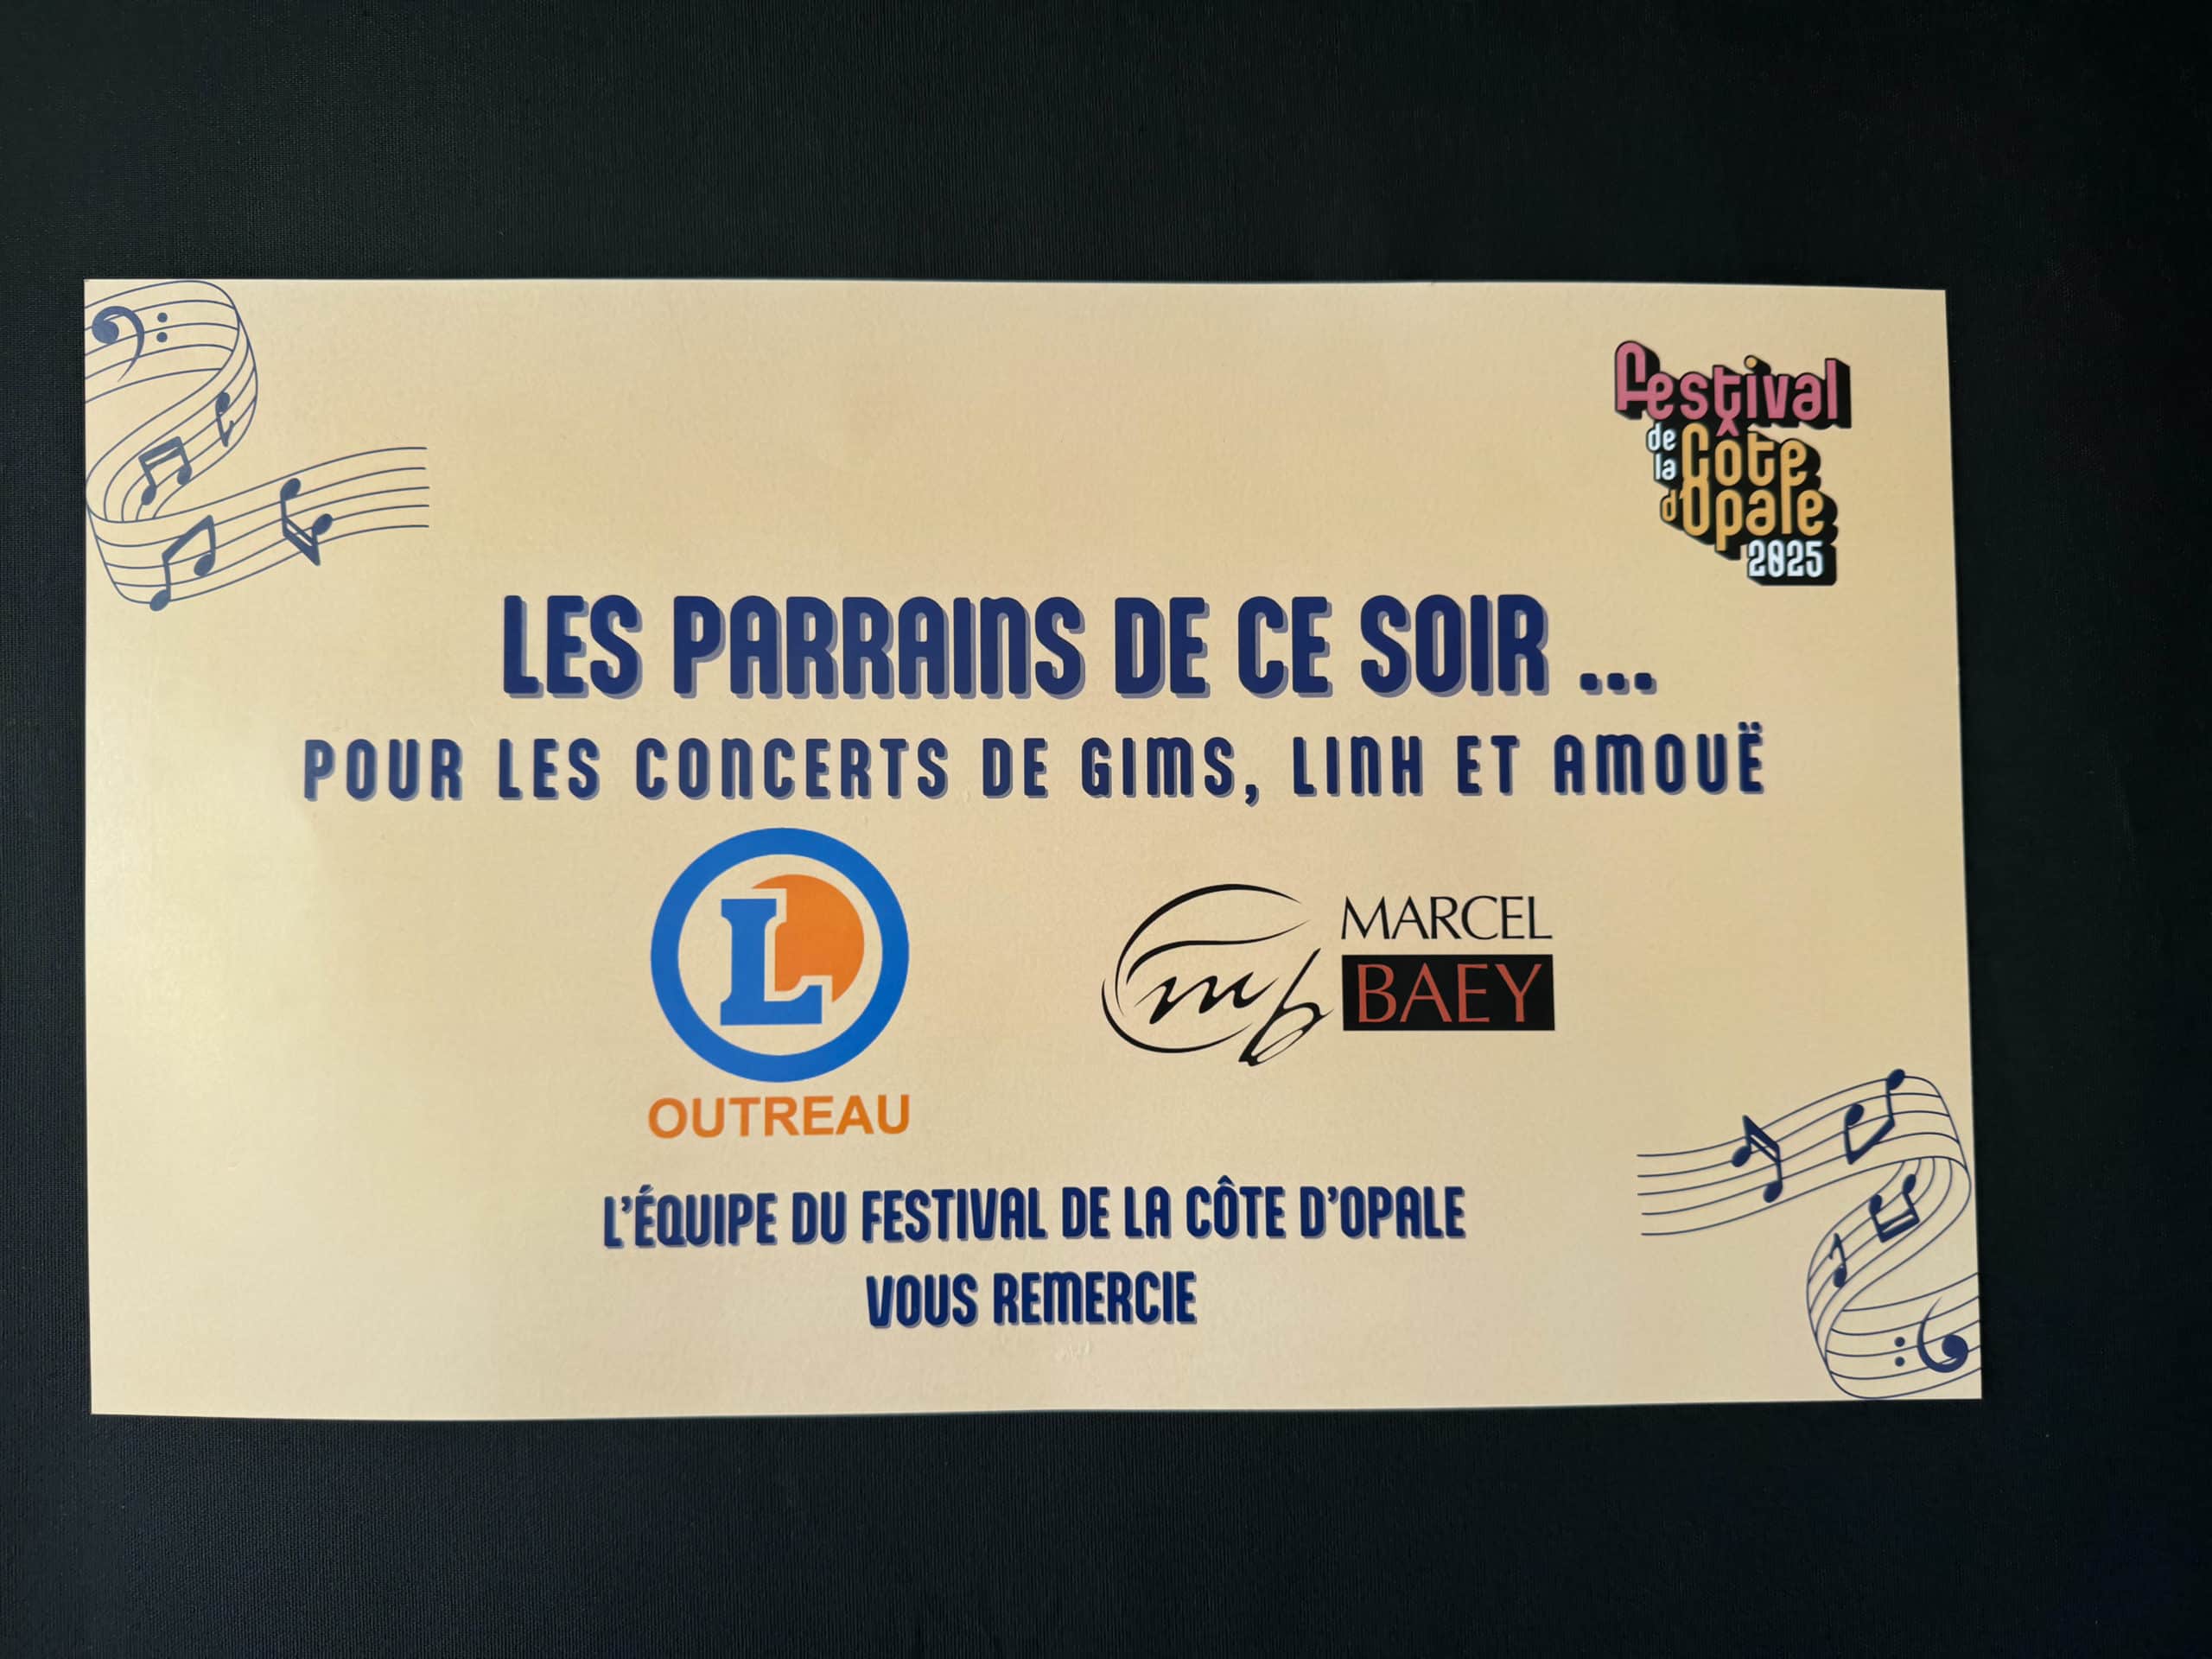 Festival
de la Côte
d'Opale
2025
LES PARRAINS DE CE SOIR ...
POUR LES CONCERTS DE GIMS, LINH ET AMOUË
L
OUTREAU
mb
MARCEL
BAEY
L'ÉQUIPE DU FESTIVAL DE LA CÔTE D'OPALE
VOUS REMERCIE